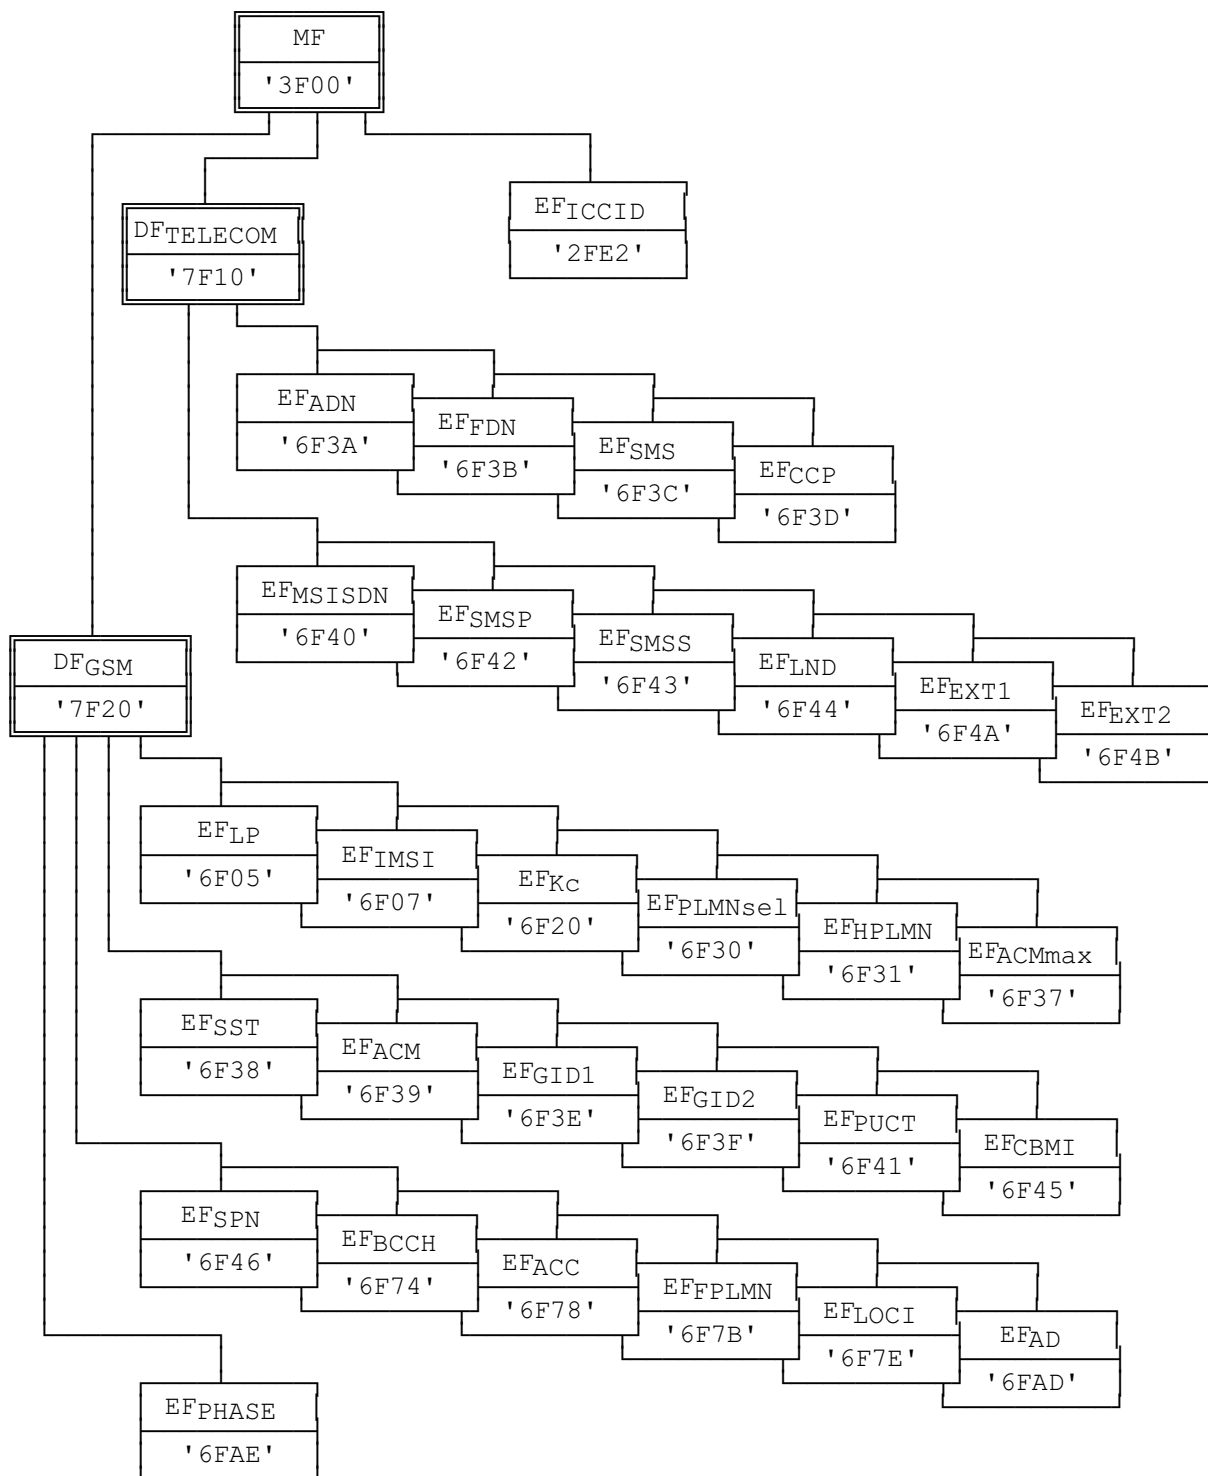 MF
'3F00'
EFICCID
'2FE2'
DFTELECOM
'7F10'
EFADN
'6F3A'
EFFDN
'6F3B'
EFSMS
'6F3C'
EFCCP
'6F3D'
EFMSISDN
'6F40'
EFSMSP
'6F42'
EFSMSS
'6F43'
EFLND
'6F44'
EFEXT1
'6F4A'
EFEXT2
'6F4B'
DFGSM
'7F20'
EFLP
'6F05'
EFIMSI
'6F07'
EFKc
'6F20'
EFPLMNsel
'6F30'
EFHPLMN
'6F31'
EFACMmax
'6F37'
EFSST
'6F38'
EFACM
'6F39'
EFGID1
'6F3E'
EFGID2
'6F3F'
EFPUCT
'6F41'
EFCBMI
'6F45'
EFSPN
'6F46'
EFBCCH
'6F74'
EFACC
'6F78'
EFFPLMN
'6F7B'
EFLOCI
'6F7E'
EFAD
'6FAD'
EFPHASE
'6FAE'